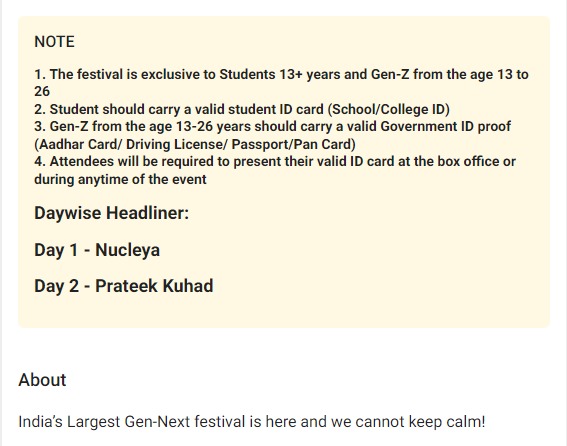 NOTE
1. The festival is exclusive to Students 13+ years and Gen-Z from the age 13 to
26
2. Student should carry a valid student ID card (School/College ID)
3. Gen-Z from the age 13-26 years should carry a valid Government ID proof
(Aadhar Card/ Driving License/ Passport/Pan Card)
4. Attendees will be required to present their valid ID card at the box office or
during anytime of the event
Daywise Headliner:
Day 1 - Nucleya
Day 2 - Prateek Kuhad
About
India's Largest Gen-Next festival is here and we cannot keep calm!